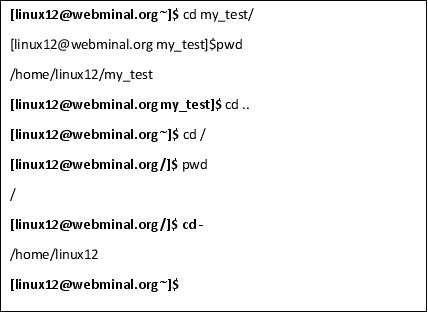 [linux12@webminal.org ~]$ cd my_test/
[linux12@webminal.org my_test]$pwd
/home/linux12/my_test
[linux12@webminal.org my_test]$ cd ..
[linux12@webminal.org ~]$ cd /
[linux12@webminal.org /]$ pwd
/
[linux12@webminal.org /]$ cd -
/home/linux12
[linux12@webminal.org ~]$